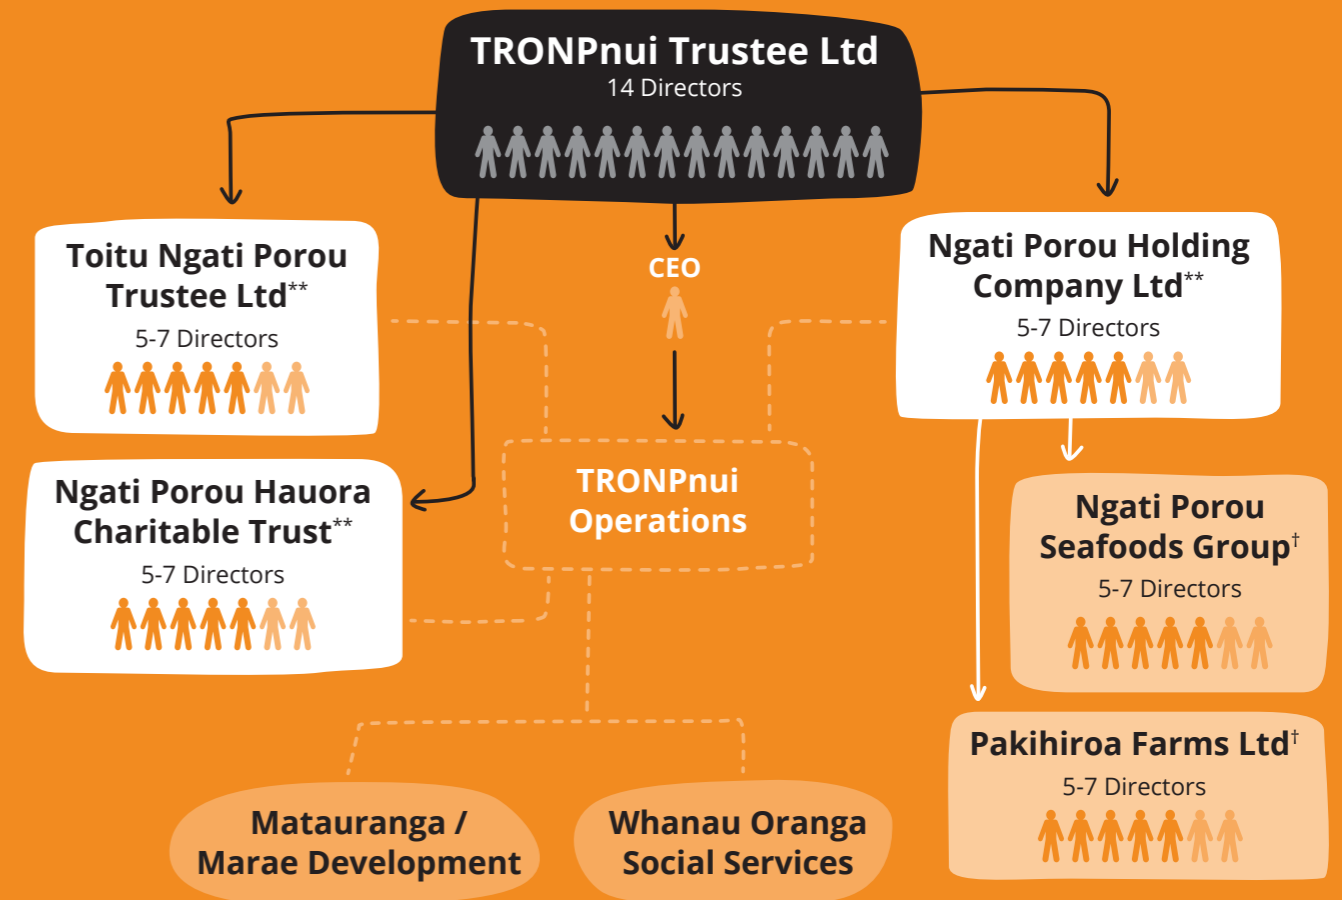 TRONPnui Trustee Ltd
14 Directors
Toitu Ngati Porou
Trustee Ltd**
5-7 Directors
CEO
Ngati Porou Holding
Company Ltd**
5-7 Directors
Ngati Porou Hauora
Charitable Trust**
5-7 Directors
TRONPnui
Operations
Ngati Porou
Seafoods Group†
5-7 Directors
Pakihiroa Farms Ltd†
5-7 Directors
Matauranga /
Marae Development
Whanau Oranga
Social Services